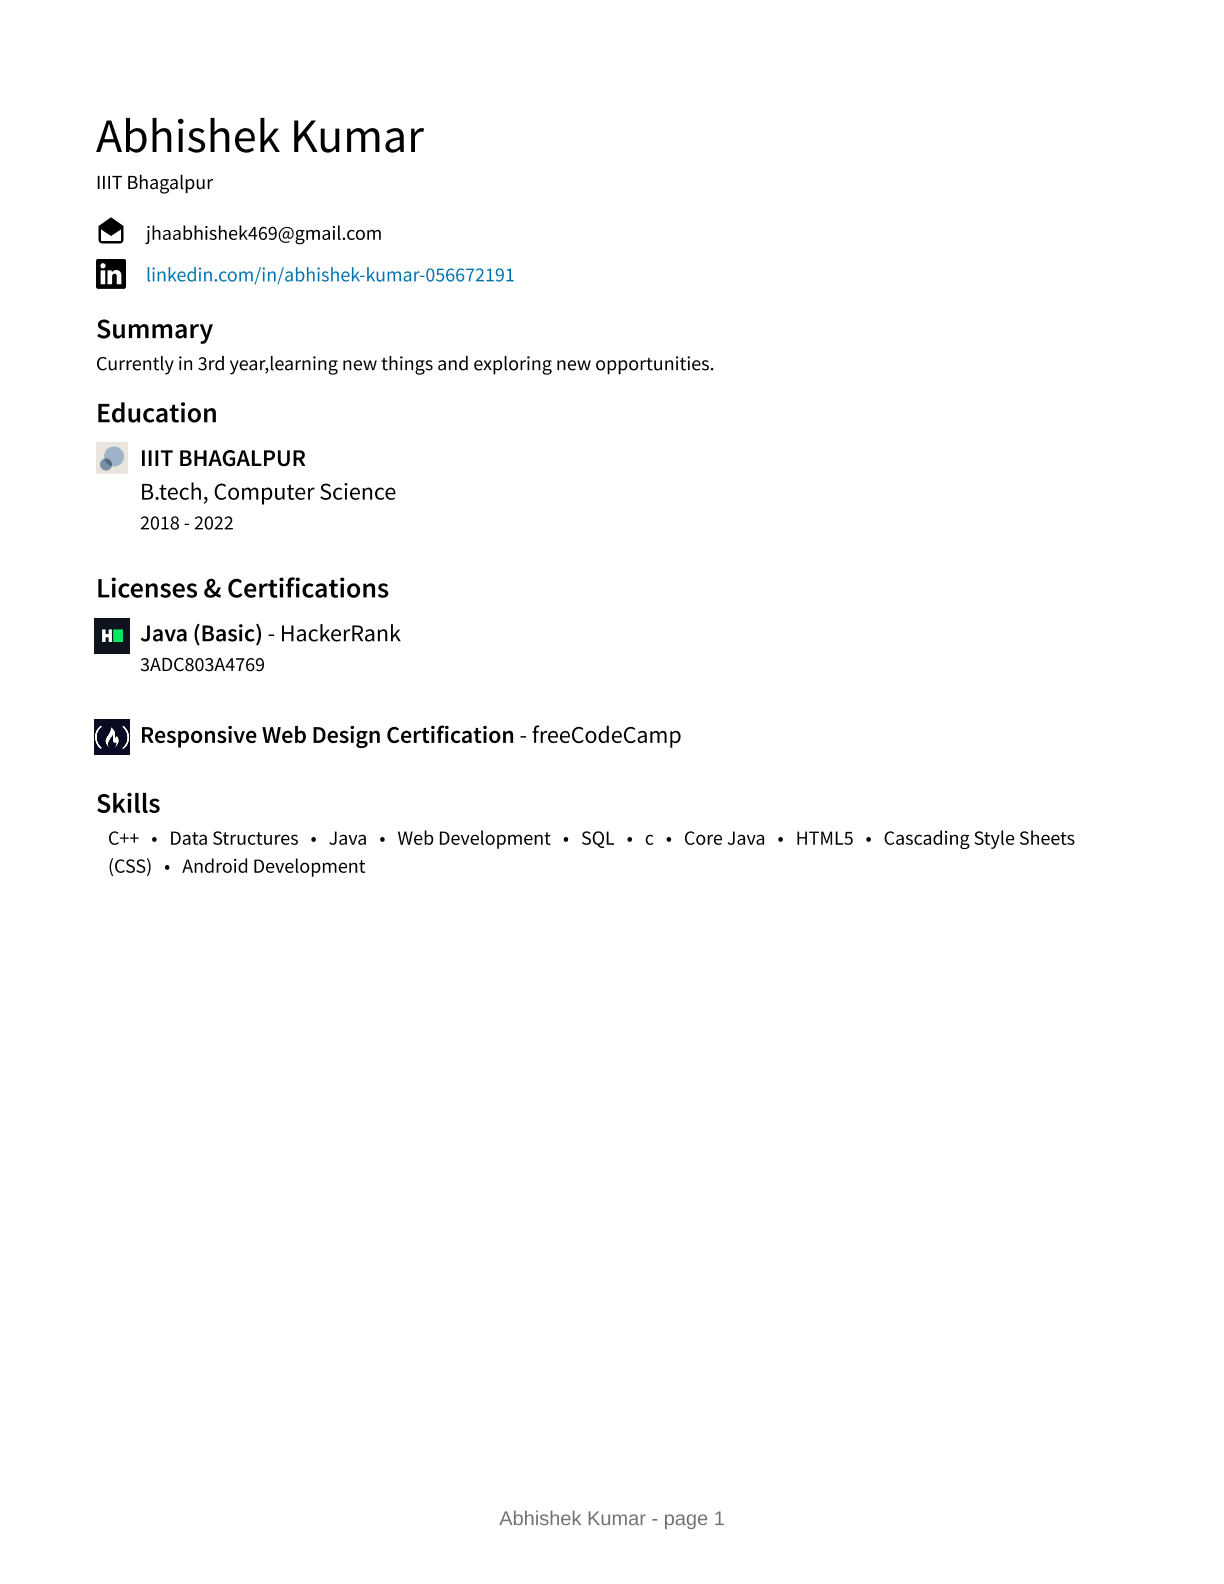 Abhishek Kumar
IIIT Bhagalpur
jhaabhishek469@gmail.com
in linkedin.com/in/abhishek-kumar-056672191
Summary
Currently in 3rd year,learning new things and exploring new opportunities.
Education
IIIT BHAGALPUR
B.tech, Computer Science
2018 - 2022
Licenses & Certifications
H Java (Basic) - HackerRank
3ADC803A4769
Responsive Web Design Certification - freeCodeCamp
Skills
C++ • Data Structures • Java • Web Development • SQL • c • Core Java • HTML5 • Cascading Style Sheets
(CSS) • Android Development
Abhishek Kumar - page 1